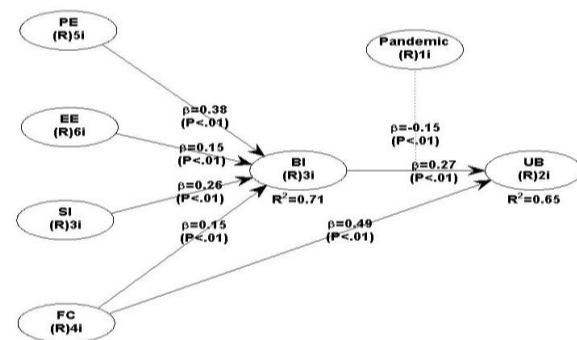 PE
(R)5i
Pandemic
(R)1i
β=0.38
(P<.01)
EE
(R)6i
β=0.15
(P<.01)
β=-0.15
(P<.01)
BI
(R)3i
R²=0.71
β=0.27
(P<.01)
UB
(R)2i
R²=0.65
β=0.26
(P<.01)
SI
(R)3i
β=0.15
(P<.01)
β=0.49
(P<.01)
FC
(R)4i